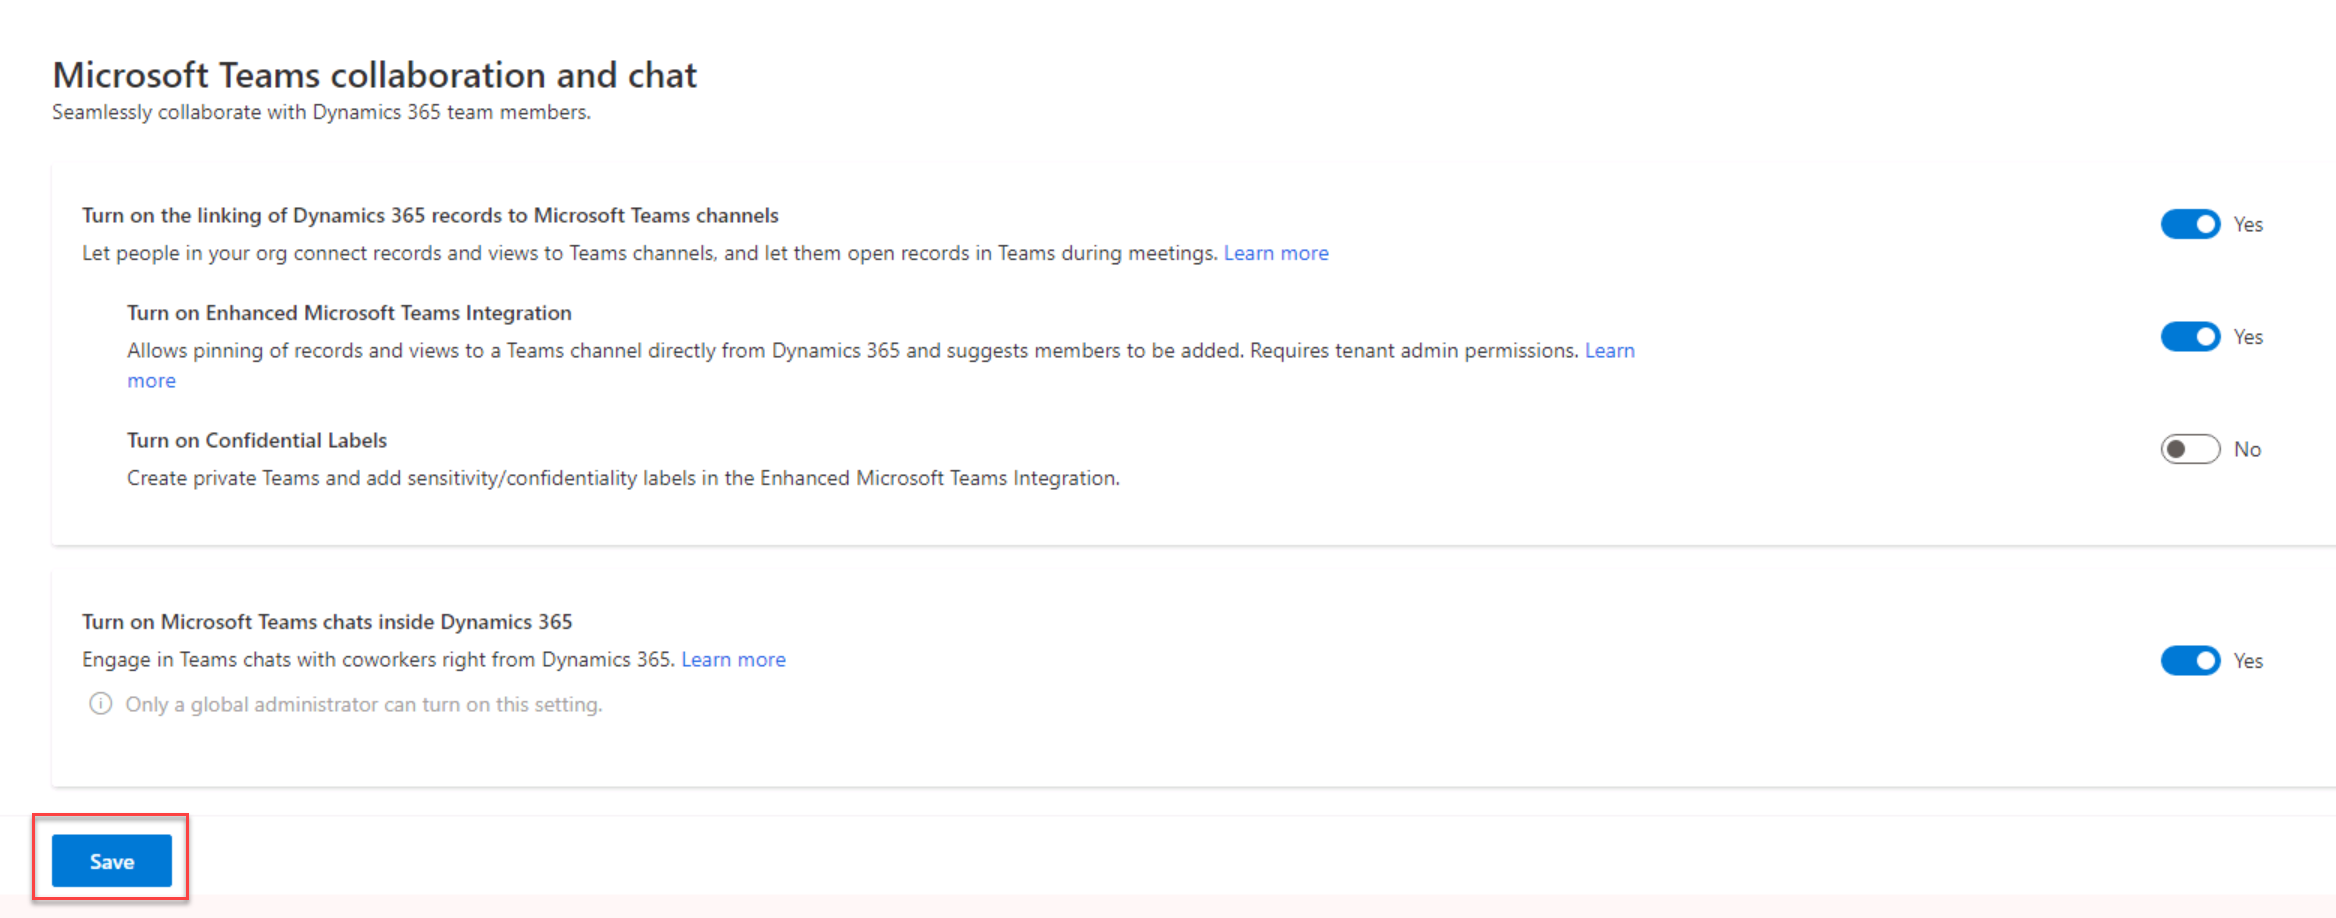 Microsoft Teams collaboration and chat
Seamlessly collaborate with Dynamics 365 team members.
Turn on the linking of Dynamics 365 records to Microsoft Teams channels
Yes
Let people in your org connect records and views to Teams channels, and let them open records in Teams during meetings. Learn more
Turn on Enhanced Microsoft Teams Integration
Yes
Allows pinning of records and views to a Teams channel directly from Dynamics 365 and suggests members to be added. Requires tenant admin permissions. Learn
more
Turn on Confidential Labels
No
Create private Teams and add sensitivity/confidentiality labels in the Enhanced Microsoft Teams Integration.
Turn on Microsoft Teams chats inside Dynamics 365
Engage in Teams chats with coworkers right from Dynamics 365. Learn more
Yes
Only a global administrator can turn on this setting.
Save